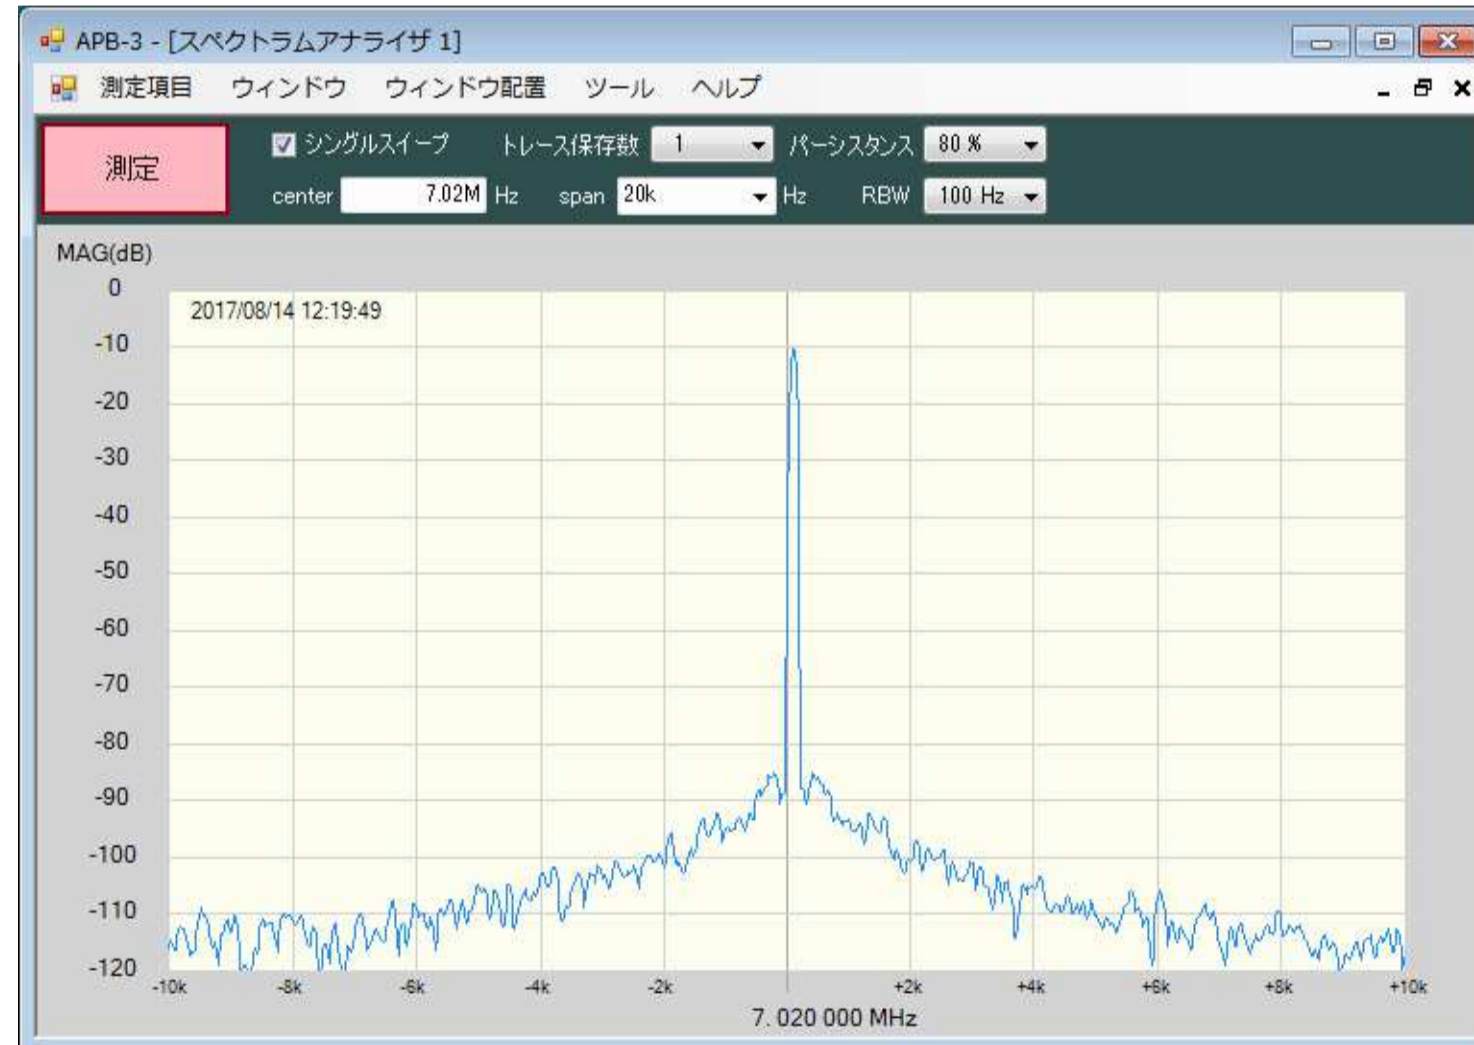 APB-3 - [スペクトラムアナライザ 1]
測定項目 ウィンドウ ウィンドウ配置 ツール ヘルプ
測定
シングルスイープ トレース保存数 1 パーシスタンス 80 %
center 7.02M Hz span 20k Hz RBW 100 Hz
MAG(dB)
0
2017/08/14 12:19:49
-10
-20
-30
-40
-50
-60
-70
-80
-90
-100
-110
-120
-10k -8k -6k -4k -2k +2k +4k +6k +8k +10k
7. 020 000 MHz